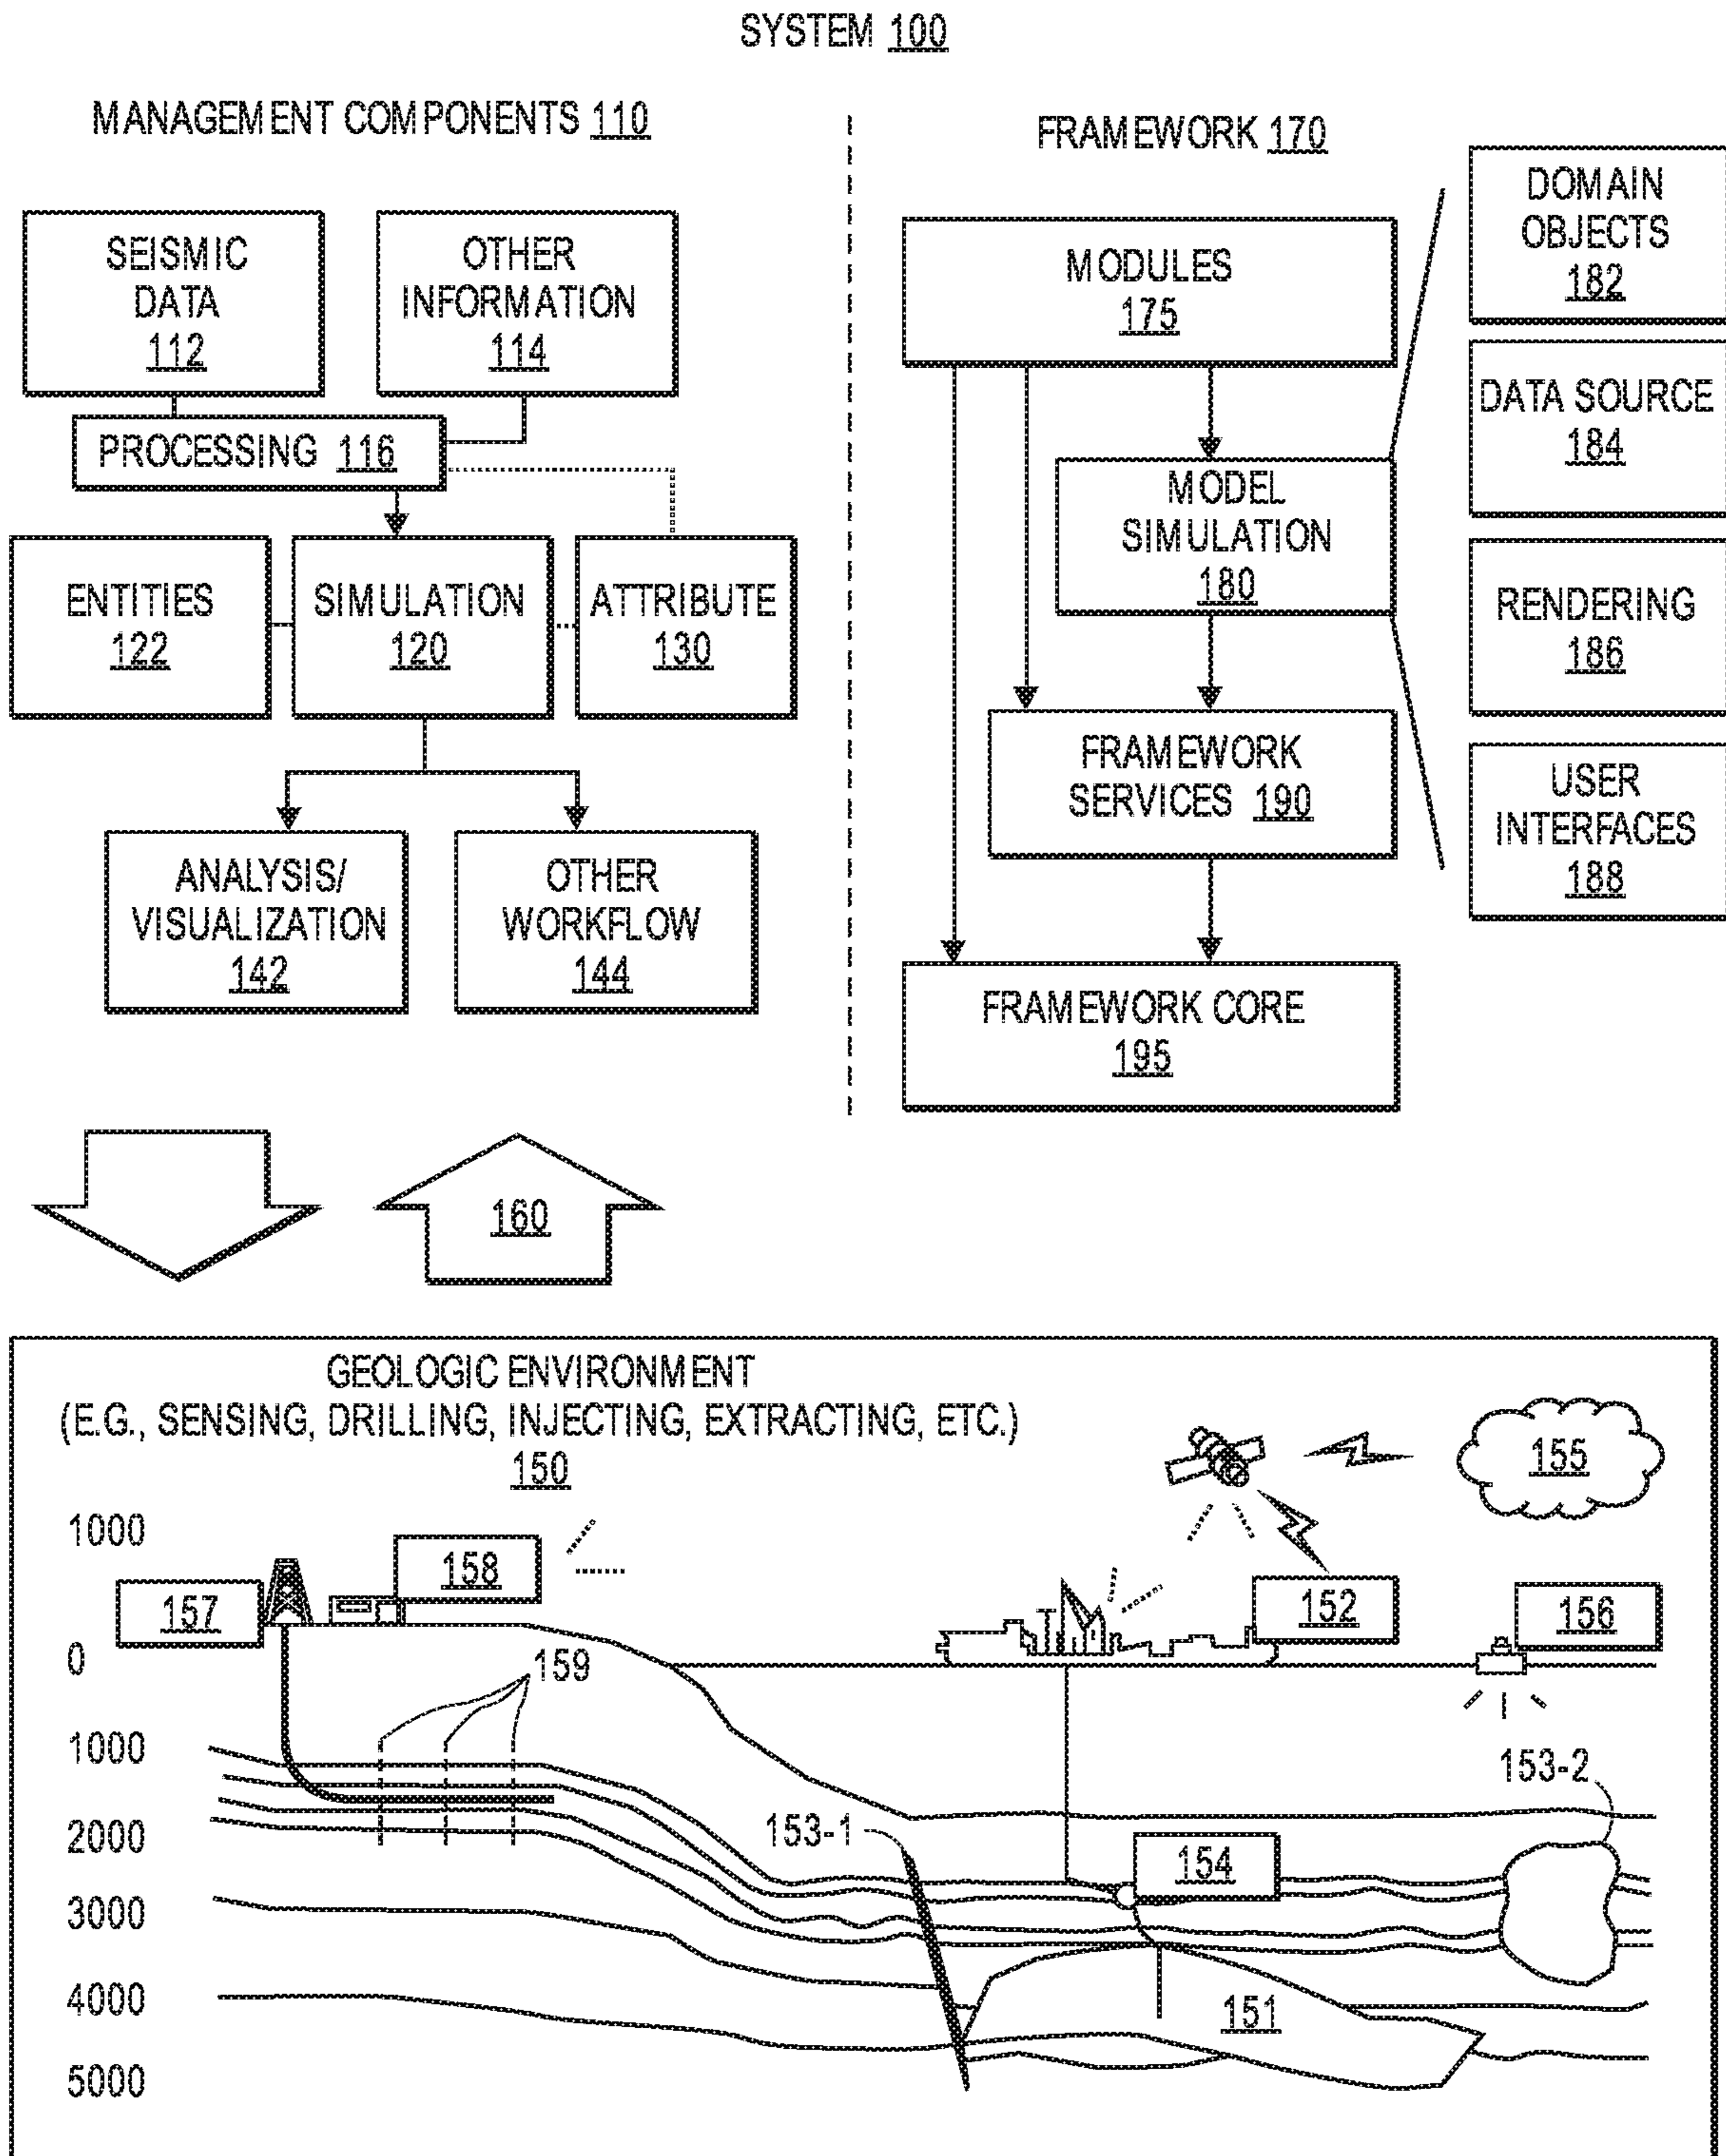 SYSTEM 100
MANAGEMENT COMPONENTS 110
SEISMIC
DATA
112
OTHER
INFORMATION
114
PROCESSING 116
ENTITIES
122
SIMULATION
120
ATTRIBUTE
130
ANALYSIS/
VISUALIZATION
142
OTHER
WORKFLOW
144
FRAMEWORK 170
MODULES
175
MODEL
SIMULATION
180
FRAMEWORK
SERVICES 190
FRAMEWORK CORE
195
DOMAIN
OBJECTS
182
DATA SOURCE
184
RENDERING
186
USER
INTERFACES
188
160
GEOLOGIC ENVIRONMENT
(E.G., SENSING, DRILLING, INJECTING, EXTRACTING, ETC.)
150
155
1000
158
157
152
156
0
159
1000
153-2
2000
153-1
154
3000
4000
151
5000